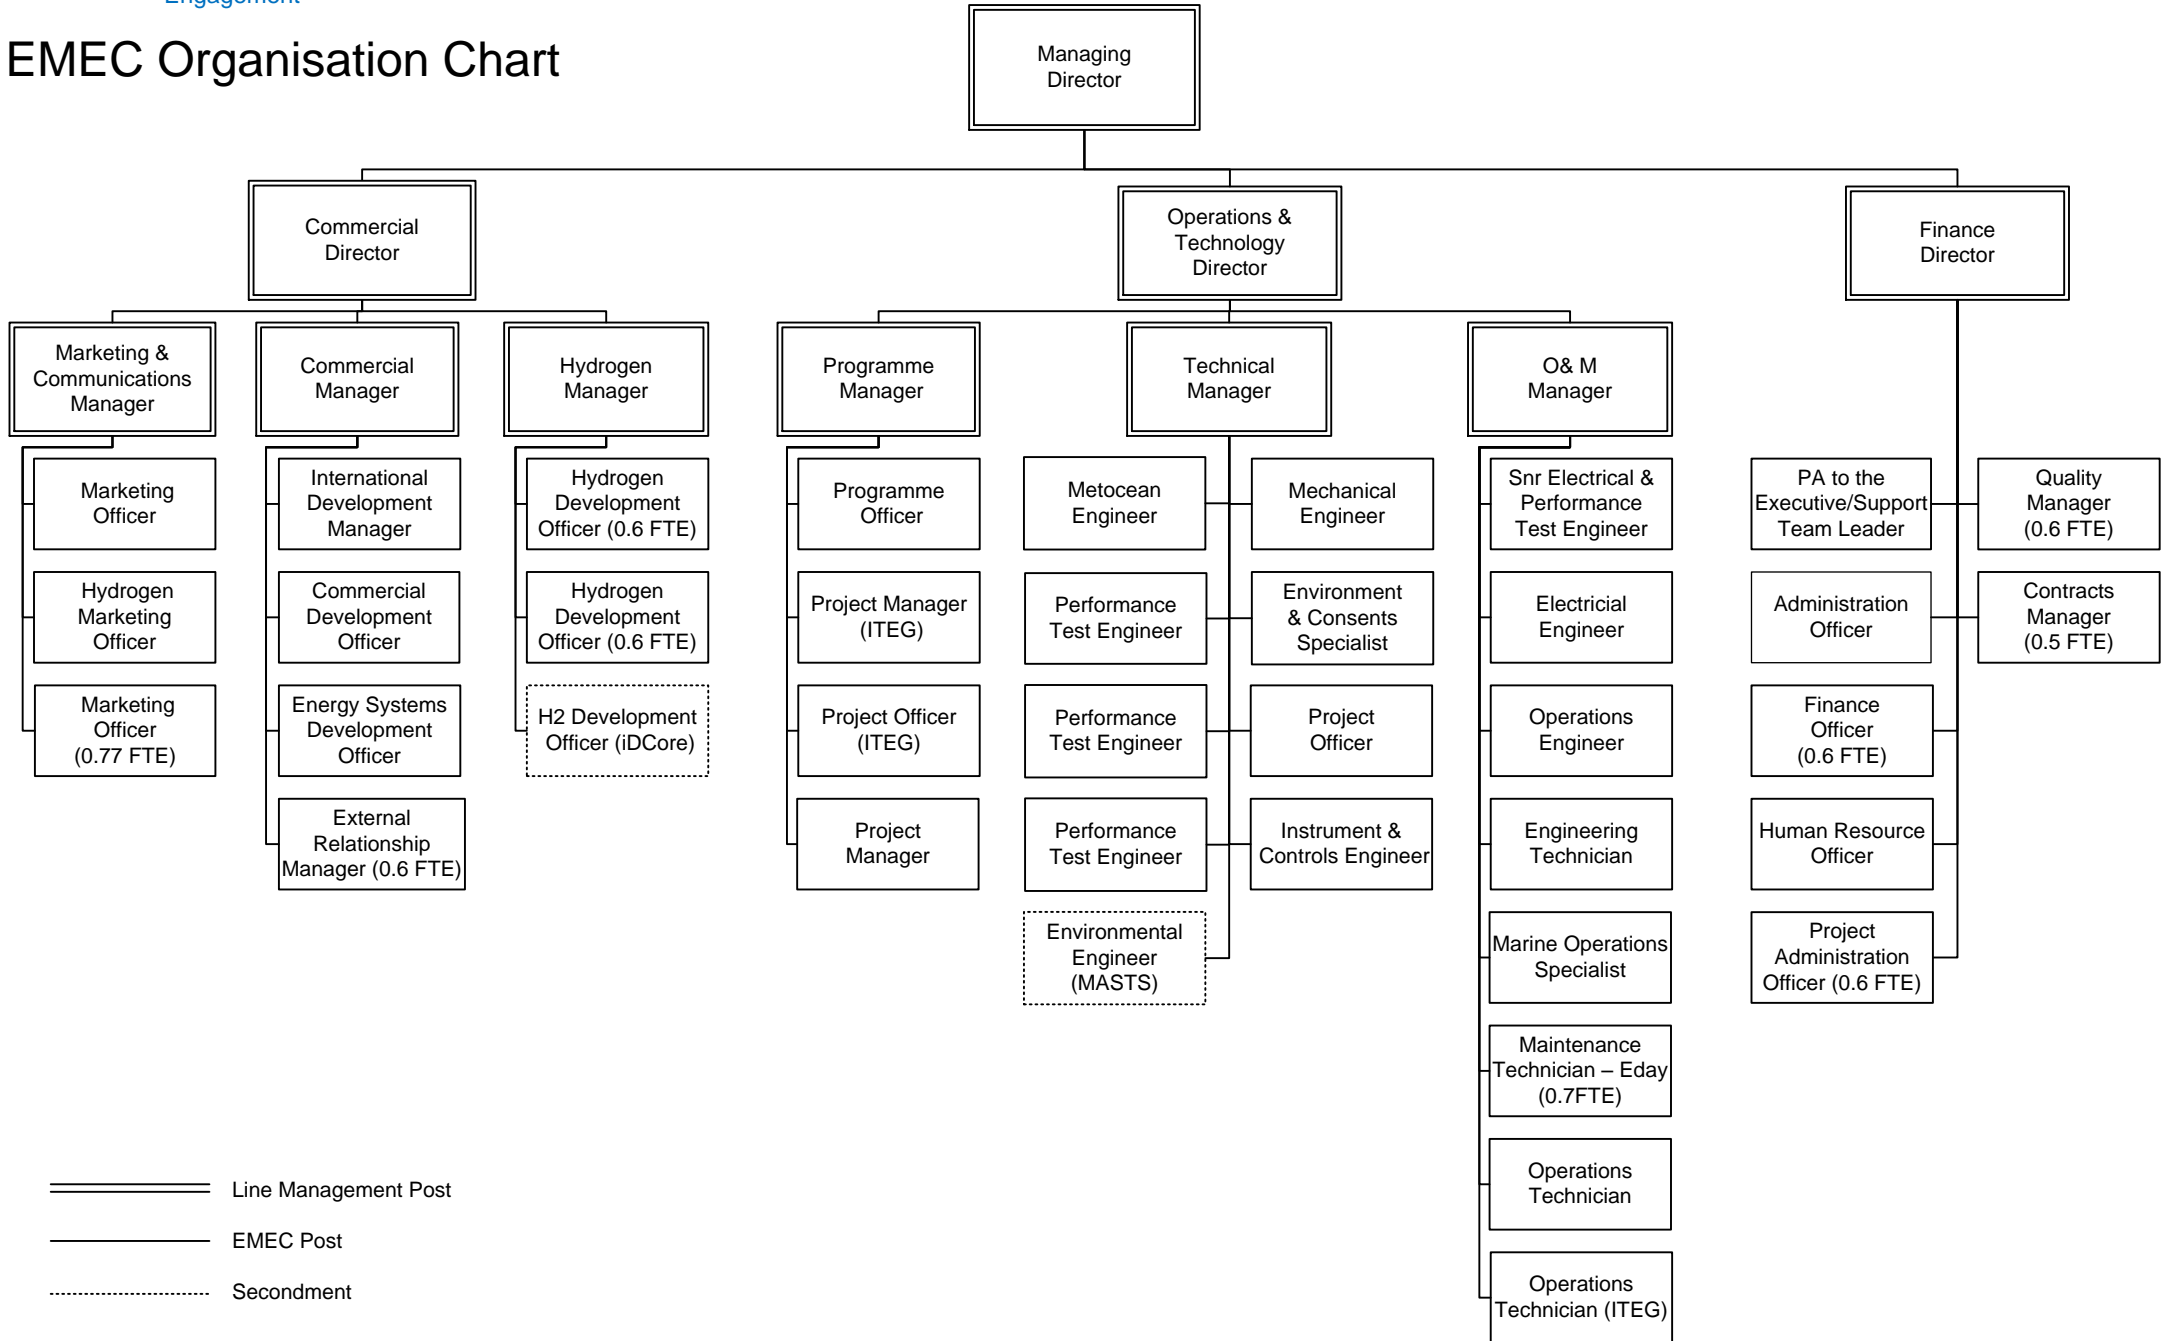 Engagement
EMEC Organisation Chart
Managing
Director
Commercial
Director
Operations &
Technology
Director
Finance
Director
Marketing &
Communications
Manager
Commercial
Manager
Hydrogen
Manager
Programme
Manager
Technical
Manager
O& M
Manager
Marketing
Officer
Hydrogen
Marketing
Officer
Marketing
Officer
(0.77 FTE)
International
Development
Manager
Commercial
Development
Officer
Energy Systems
Development
Officer
External
Relationship
Manager (0.6 FTE)
Hydrogen
Development
Officer (0.6 FTE)
Hydrogen
Development
Officer (0.6 FTE)
H2 Development
Officer (iDCore)
Programme
Officer
Project Manager
(ITEG)
Project Officer
(ITEG)
Project
Manager
Metocean
Engineer
Performance
Test Engineer
Performance
Test Engineer
Performance
Test Engineer
Environmental
Engineer
(MASTS)
Mechanical
Engineer
Environment
& Consents
Specialist
Project
Officer
Instrument &
Controls Engineer
Snr Electrical &
Performance
Test Engineer
Electricial
Engineer
Operations
Engineer
Engineering
Technician
Marine Operations
Specialist
Maintenance
Technician – Eday
(0.7FTE)
Operations
Technician
Operations
Technician (ITEG)
PA to the
Executive/Support
Team Leader
Administration
Officer
Finance
Officer
(0.6 FTE)
Human Resource
Officer
Project
Administration
Officer (0.6 FTE)
Quality
Manager
(0.6 FTE)
Contracts
Manager
(0.5 FTE)
Line Management Post
EMEC Post
Secondment